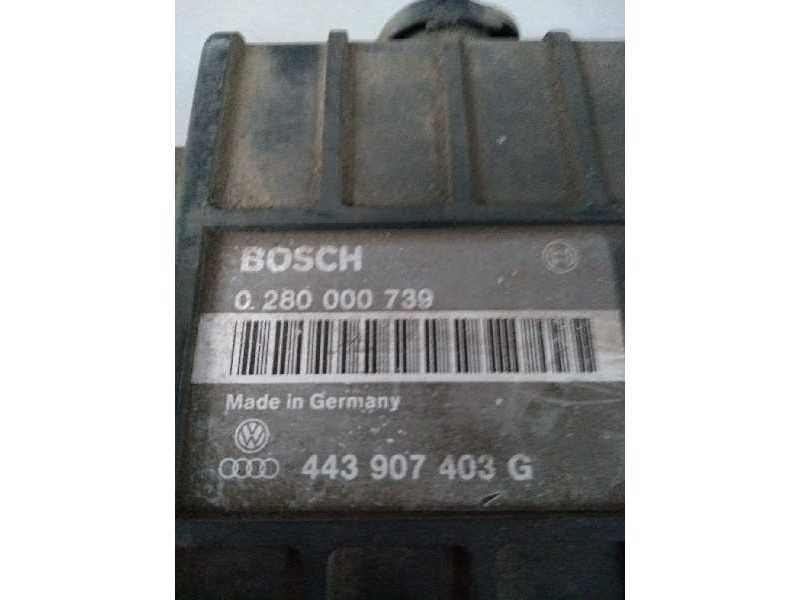 BOSCH
0 280 000 739
Made in Germany
443 907 403 G